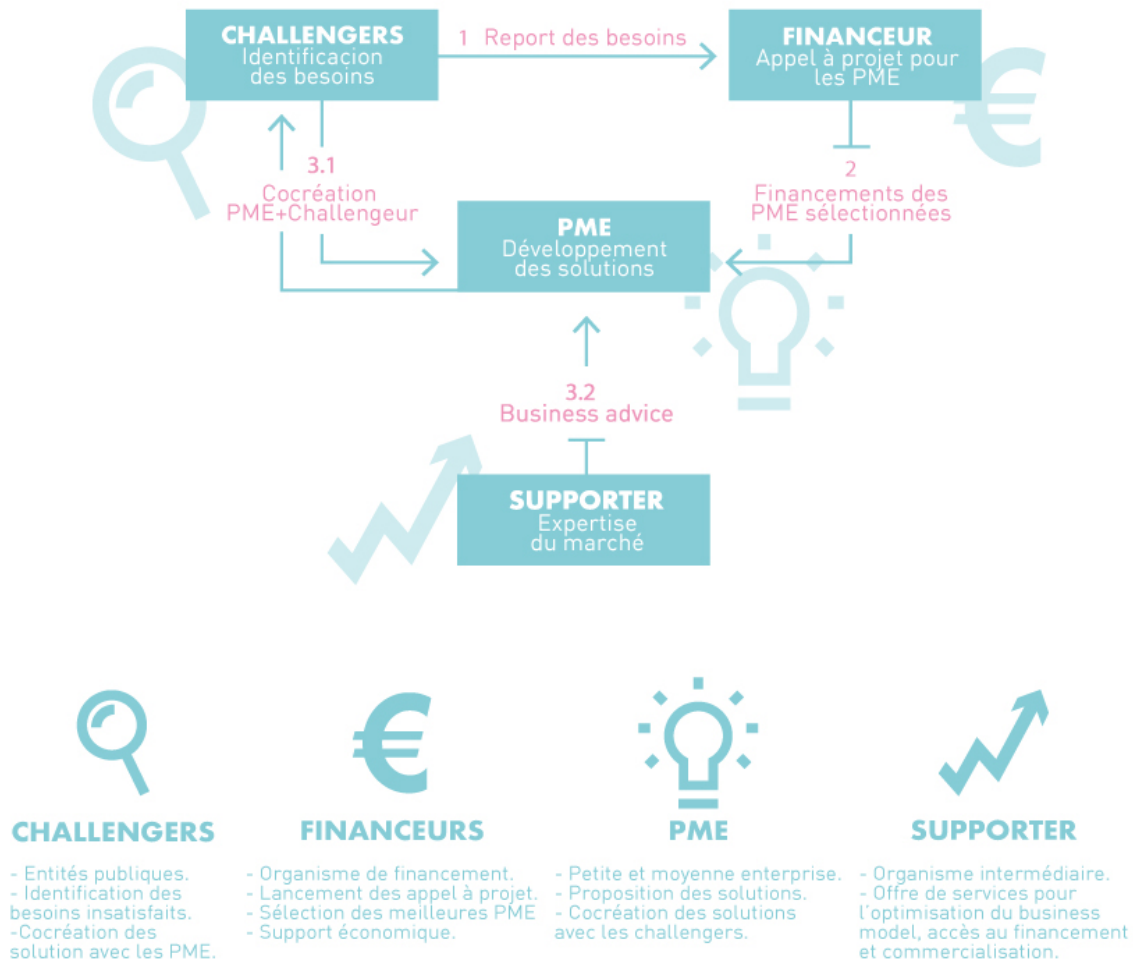 CHALLENGERS
Identificacion
des besoins
1 Report des besoins
FINANCEUR
Appel à projet pour
les PME
3.1
Cocréation
PME+Challengeur
2
Financements des
PME sélectionnées
PME
Développement
des solutions
3.2
Business advice
SUPPORTER
Expertise
du marché
CHALLENGERS
- Entités publiques.
- Identification des
besoins insatisfaits.
-Cocréation des
solution avec les PME.
FINANCEURS
- Organisme de financement.
- Lancement des appel à projet.
- Sélection des meilleures PME
- Support économique.
PME
- Petite et moyenne enterprise.
- Proposition des solutions.
- Cocréation des solutions
avec les challengers.
SUPPORTER
- Organisme intermédiaire.
- Offre de services pour
l'optimisation du business
model, accès au financement
et commercialisation.